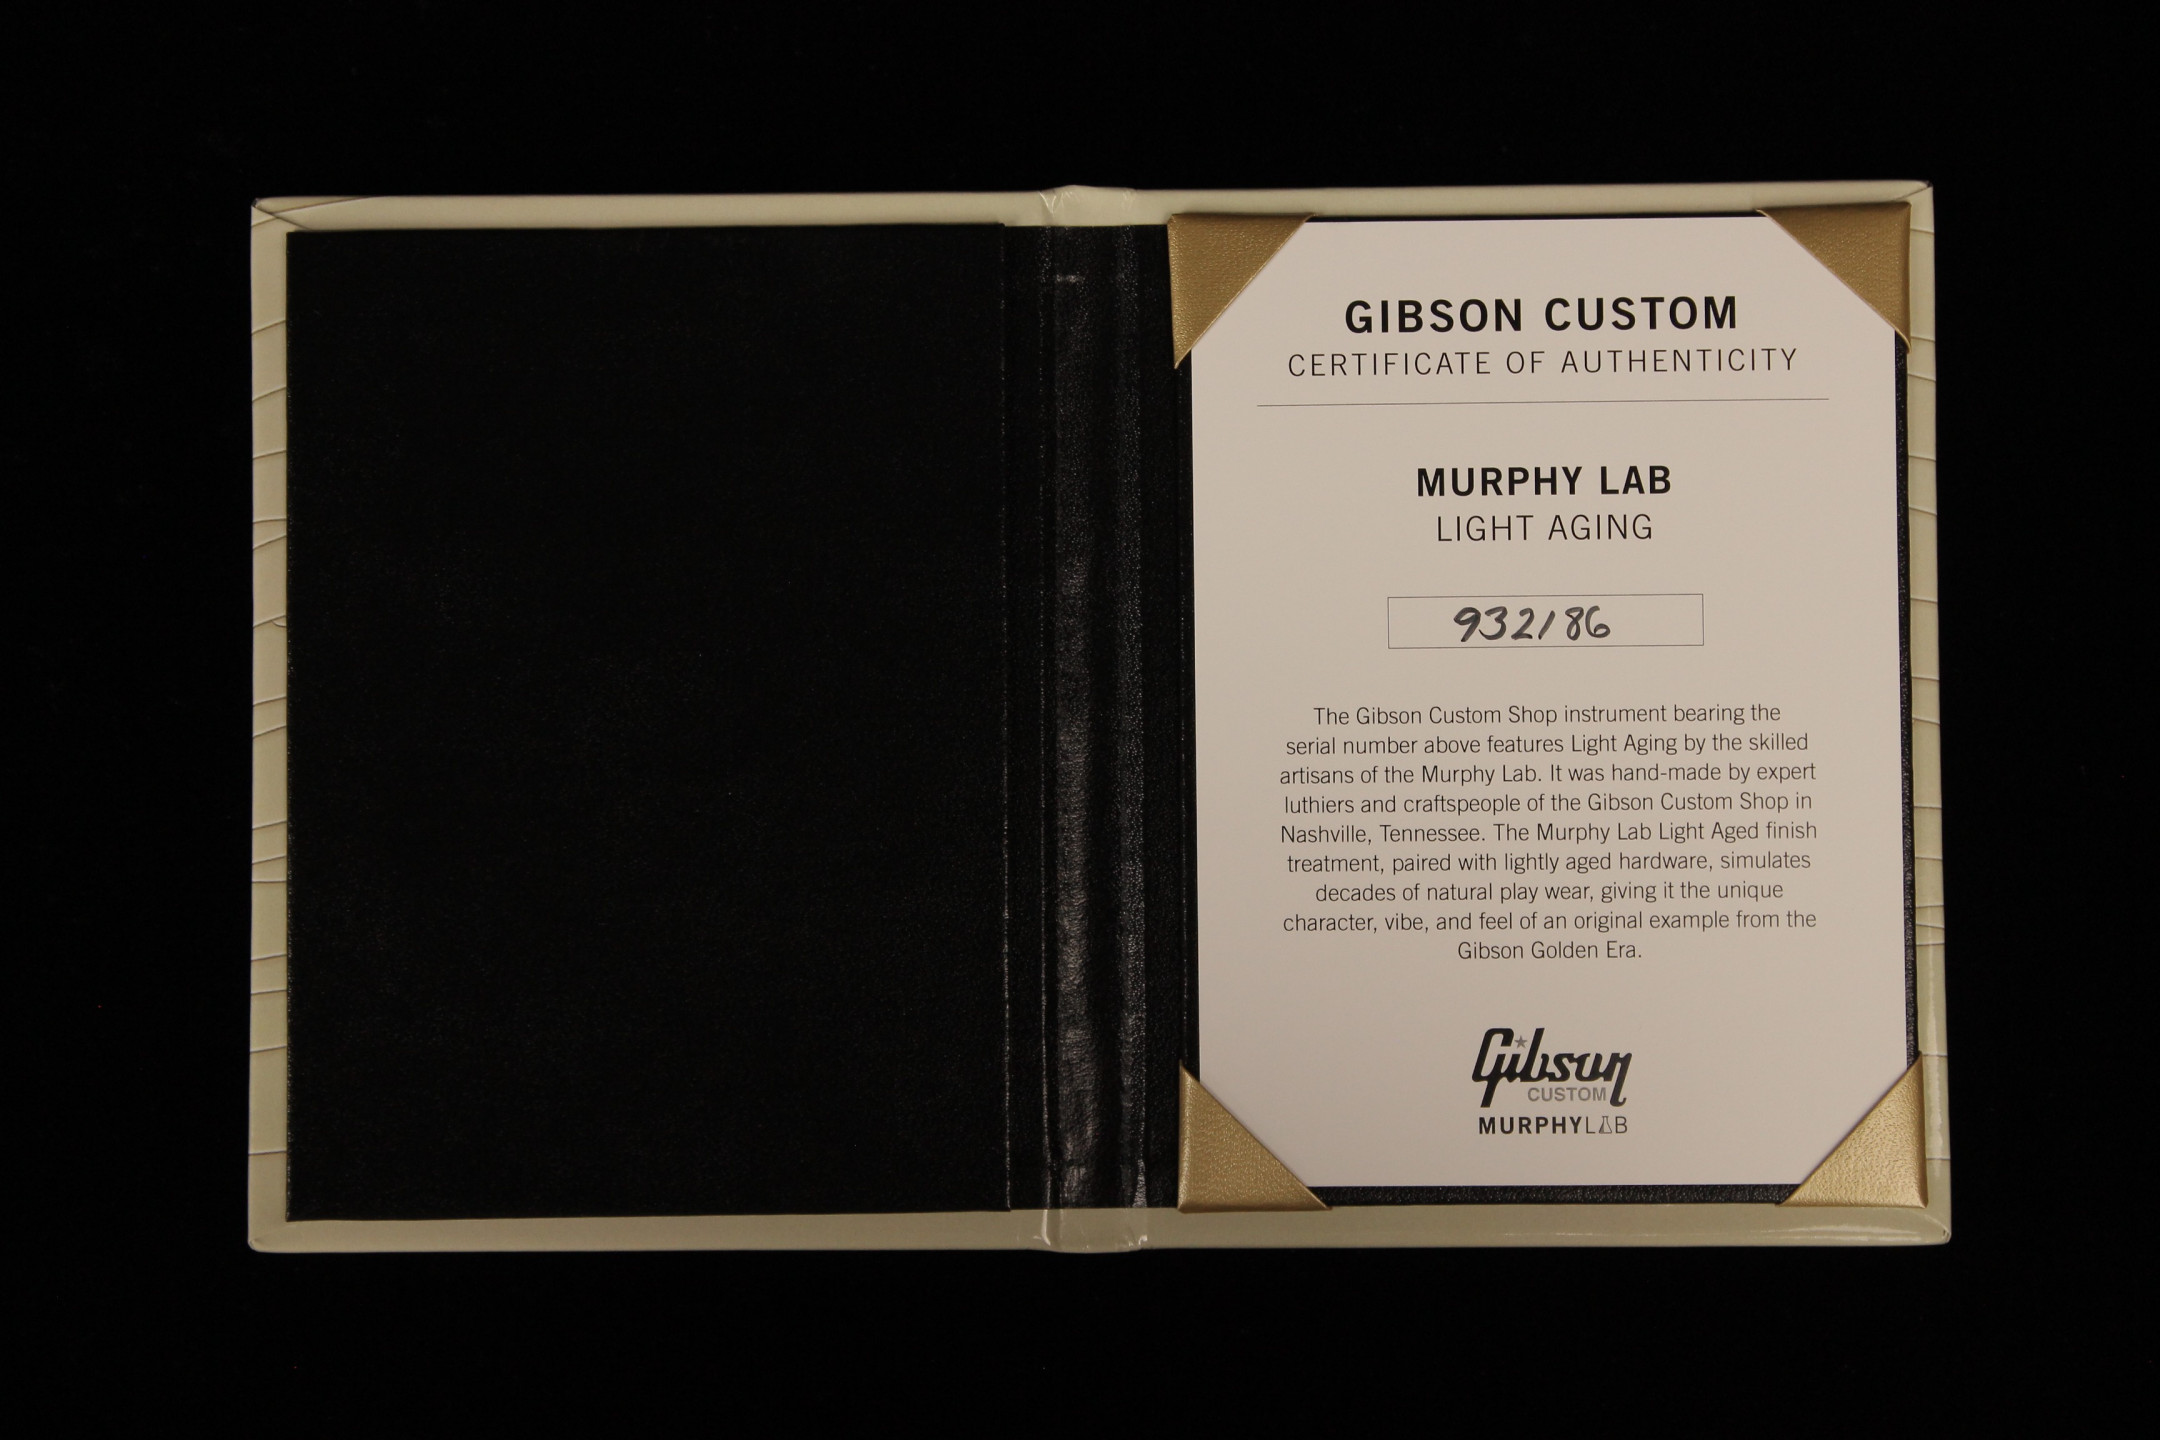 GIBSON CUSTOM
CERTIFICATE OF AUTHENTICITY
MURPHY LAB
LIGHT AGING
932186
The Gibson Custom Shop instrument bearing the
serial number above features Light Aging by the skilled
artisans of the Murphy Lab. It was hand-made by expert
luthiers and craftspeople of the Gibson Custom Shop in
Nashville, Tennessee. The Murphy Lab Light Aged finish
treatment, paired with lightly aged hardware, simulates
decades of natural play wear, giving it the unique
character, vibe, and feel of an original example from the
Gibson Golden Era.
Gibson
CUSTOM
MURPHYLAB